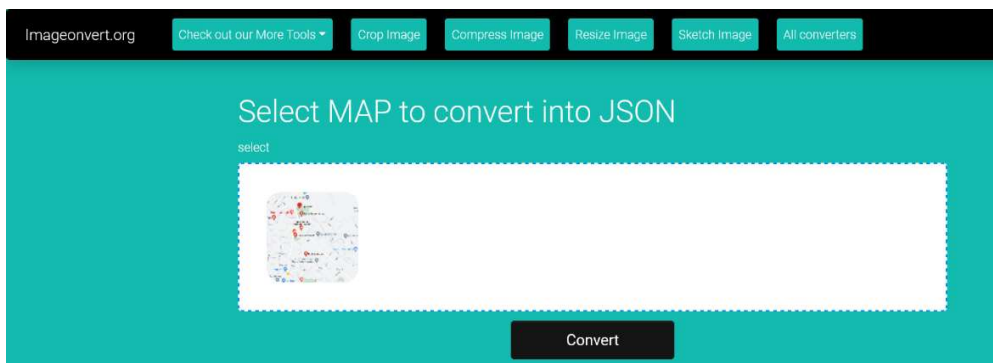 Imageonvert.org
Check out our More Tools
Crop Image
Compress Image
Resize Image
Sketch Image
All converters
Select MAP to convert into JSON
select
Convert